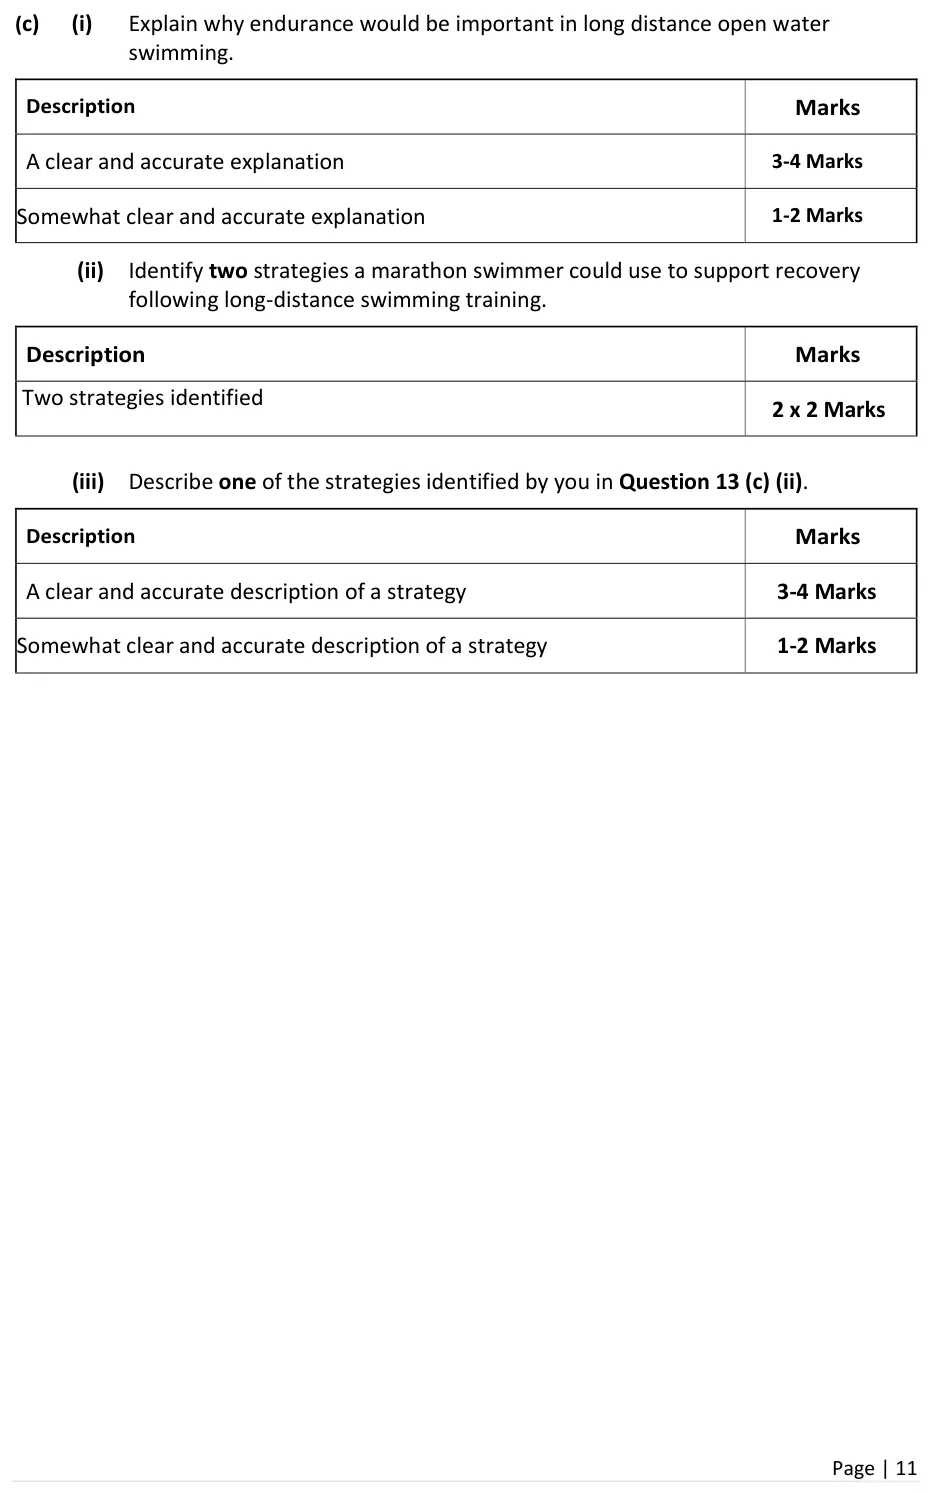 (c) (i) Explain why endurance would be important in long distance open water
swimming.
Description Marks
A clear and accurate explanation 3-4 Marks
Somewhat clear and accurate explanation 1-2 Marks
(ii) Identify two strategies a marathon swimmer could use to support recovery
following long-distance swimming training.
Description Marks
Two strategies identified 2 x 2 Marks
(iii) Describe one of the strategies identified by you in Question 13 (c) (ii).
Description Marks
A clear and accurate description of a strategy 3-4 Marks
Somewhat clear and accurate description of a strategy 1-2 Marks
Page | 11